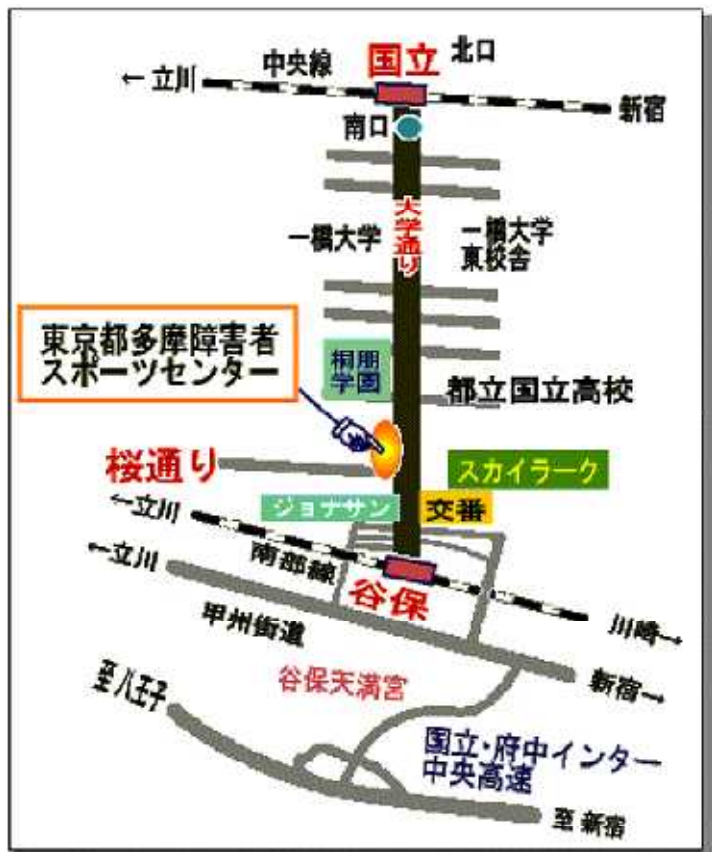 北口
国立
中央線
←立川
新宿
南口
大学通り
一橋大学
一橋大学
東校舎
東京都多摩障害者
スポーツセンター
桐朋
学園
都立国立高校
桜通り
スカイラーク
ジョナサン
交番
←立川
←立川
南部線
谷保
川崎→
甲州街道
新宿→
谷保天満宮
至八王子
国立・府中インター
中央高速
至 新宿